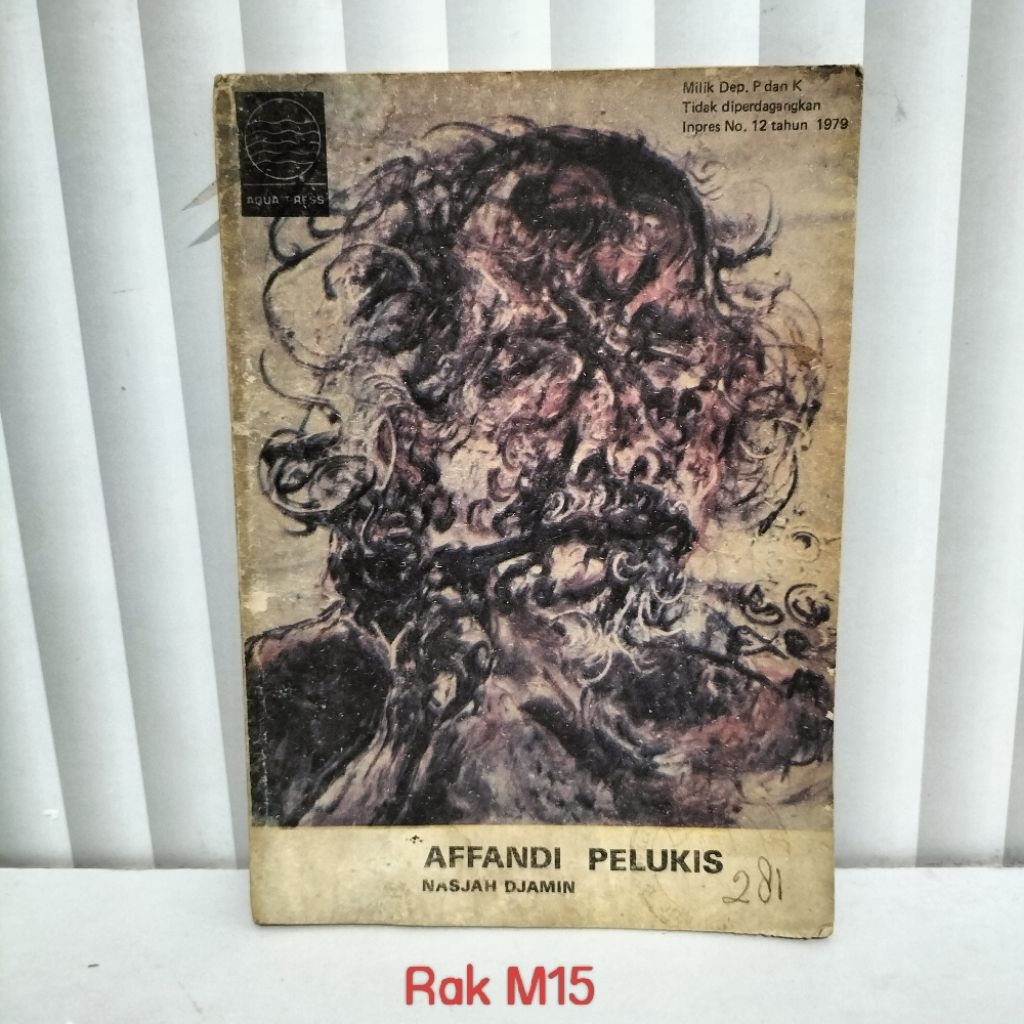 Milik Dep. P dan K
Tidak diperdagangkan
Inpres No. 12 tahun 1979
AQUA PRESS
AFFANDI PELUKIS
NASJAH DJAMIN
281
Rak M15